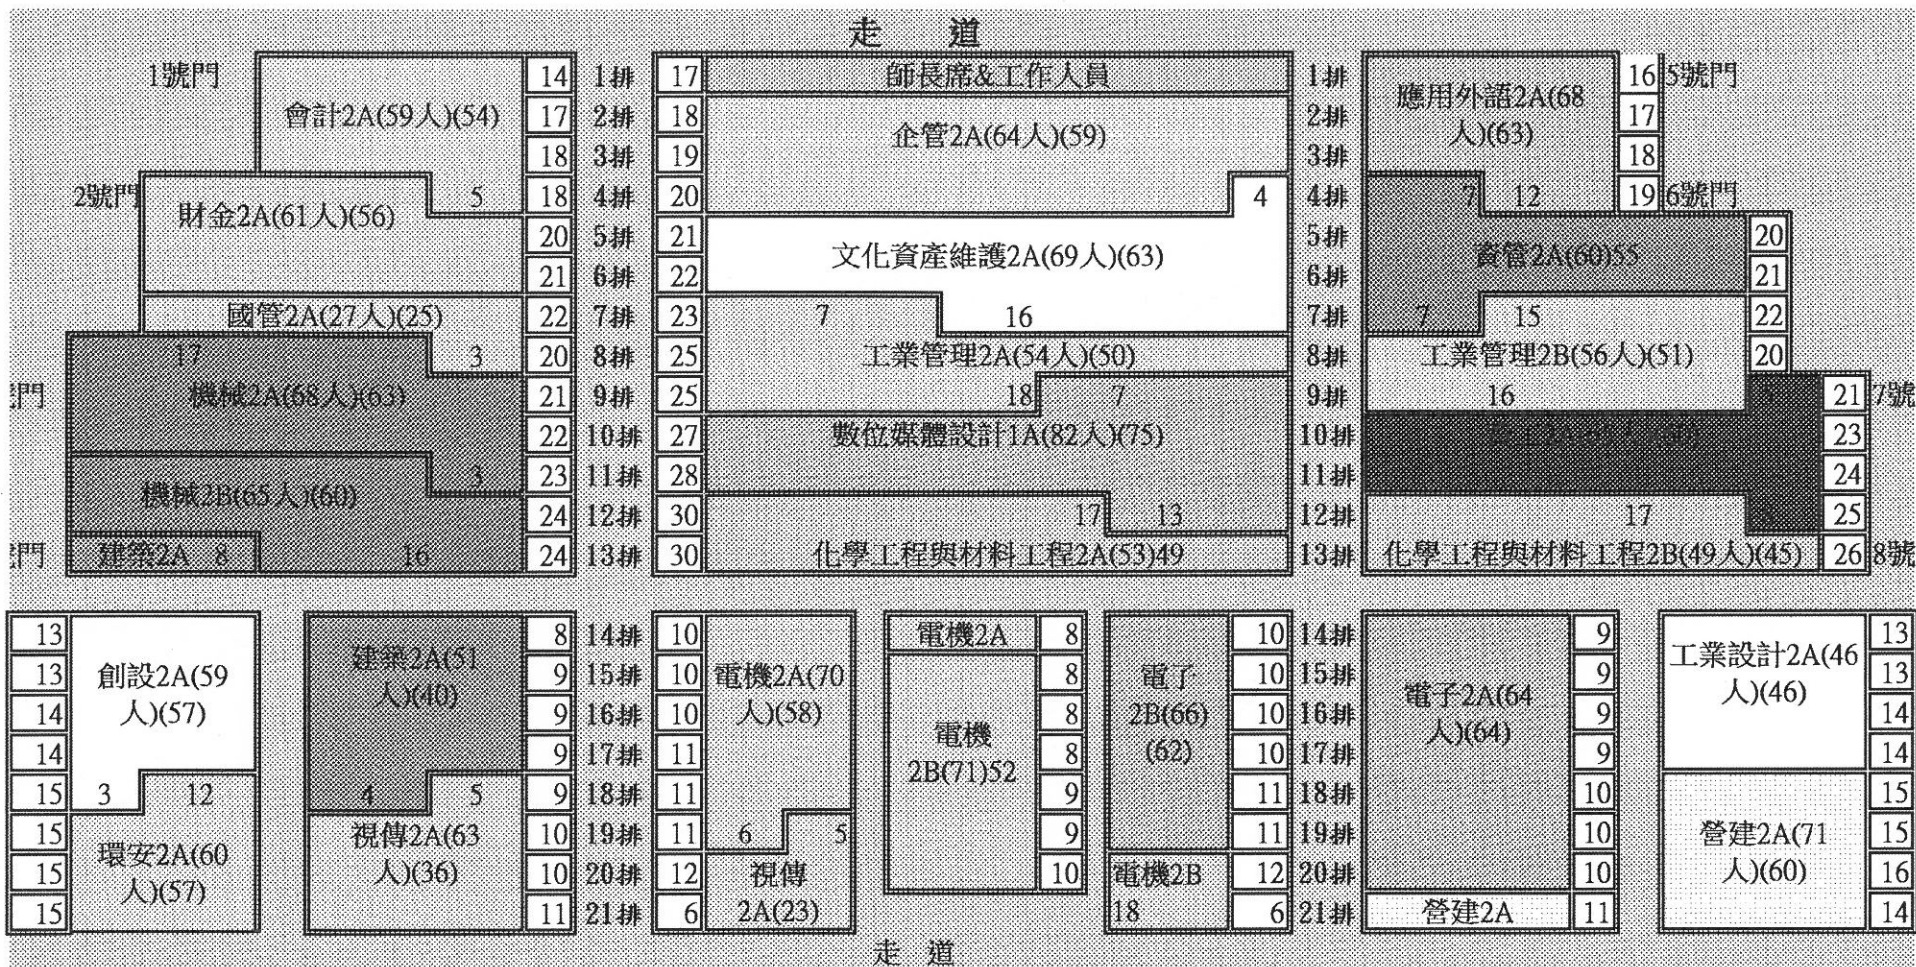 走 道
1號門 14 1排 17 師長席&工作人員 1排 16 5號門
會計2A(59人)(54) 17 2排 18 企管2A(64人)(59) 2排 應用外語2A(68
人)(63) 17
18 3排 19 3排 18
2號門 5 18 4排 20 4 4排 7 12 19 6號門
財金2A(61人)(56) 20 5排 21 文化資產維護2A(69人)(63) 5排 資管2A(60)55 20
21 6排 22 6排 21
國管2A(27人)(25) 22 7排 23 7 16 7排 7 15 22
17 3 20 8排 25 工業管理2A(54人)(50) 8排 工業管理2B(56人)(51) 20
門 機械2A(68人)(63) 21 9排 25 18 7 9排 16 21 7號
22 10排 27 數位媒體設計1A(82人)(75) 10排 23
3 23 11排 28 11排 24
機械2B(65人)(60) 24 12排 30 17 13 12排 17 25
門 建築2A 8 16 24 13排 30 化學工程與材料工程2A(53)49 13排 化學工程與材料工程2B(49人)(45) 26 8號
13 8 14排 10 電機2A 8 10 14排 9 13
13 創設2A(59
人)(57) 建築2A(51
人)(40) 9 15排 10 電機2A(70
人)(58) 8 電子
2B(66)
(62) 10 15排 電子2A(64
人)(64) 9 工業設計2A(46
人)(46) 13
14 9 16排 10 電機
2B(71)52 8 10 16排 9 14
14 9 17排 11 8 10 17排 9 14
15 3 12 4 5 9 18排 11 9 11 18排 10 15
15 環安2A(60
人)(57) 視傳2A(63
人)(36) 10 19排 11 6 5 9 11 19排 10 營建2A(71
人)(60) 15
15 10 20排 12 視傳
2A(23) 10 電機2B
18 12 20排 10 16
15 11 21排 6 6 21排 營建2A 11 14
走 道